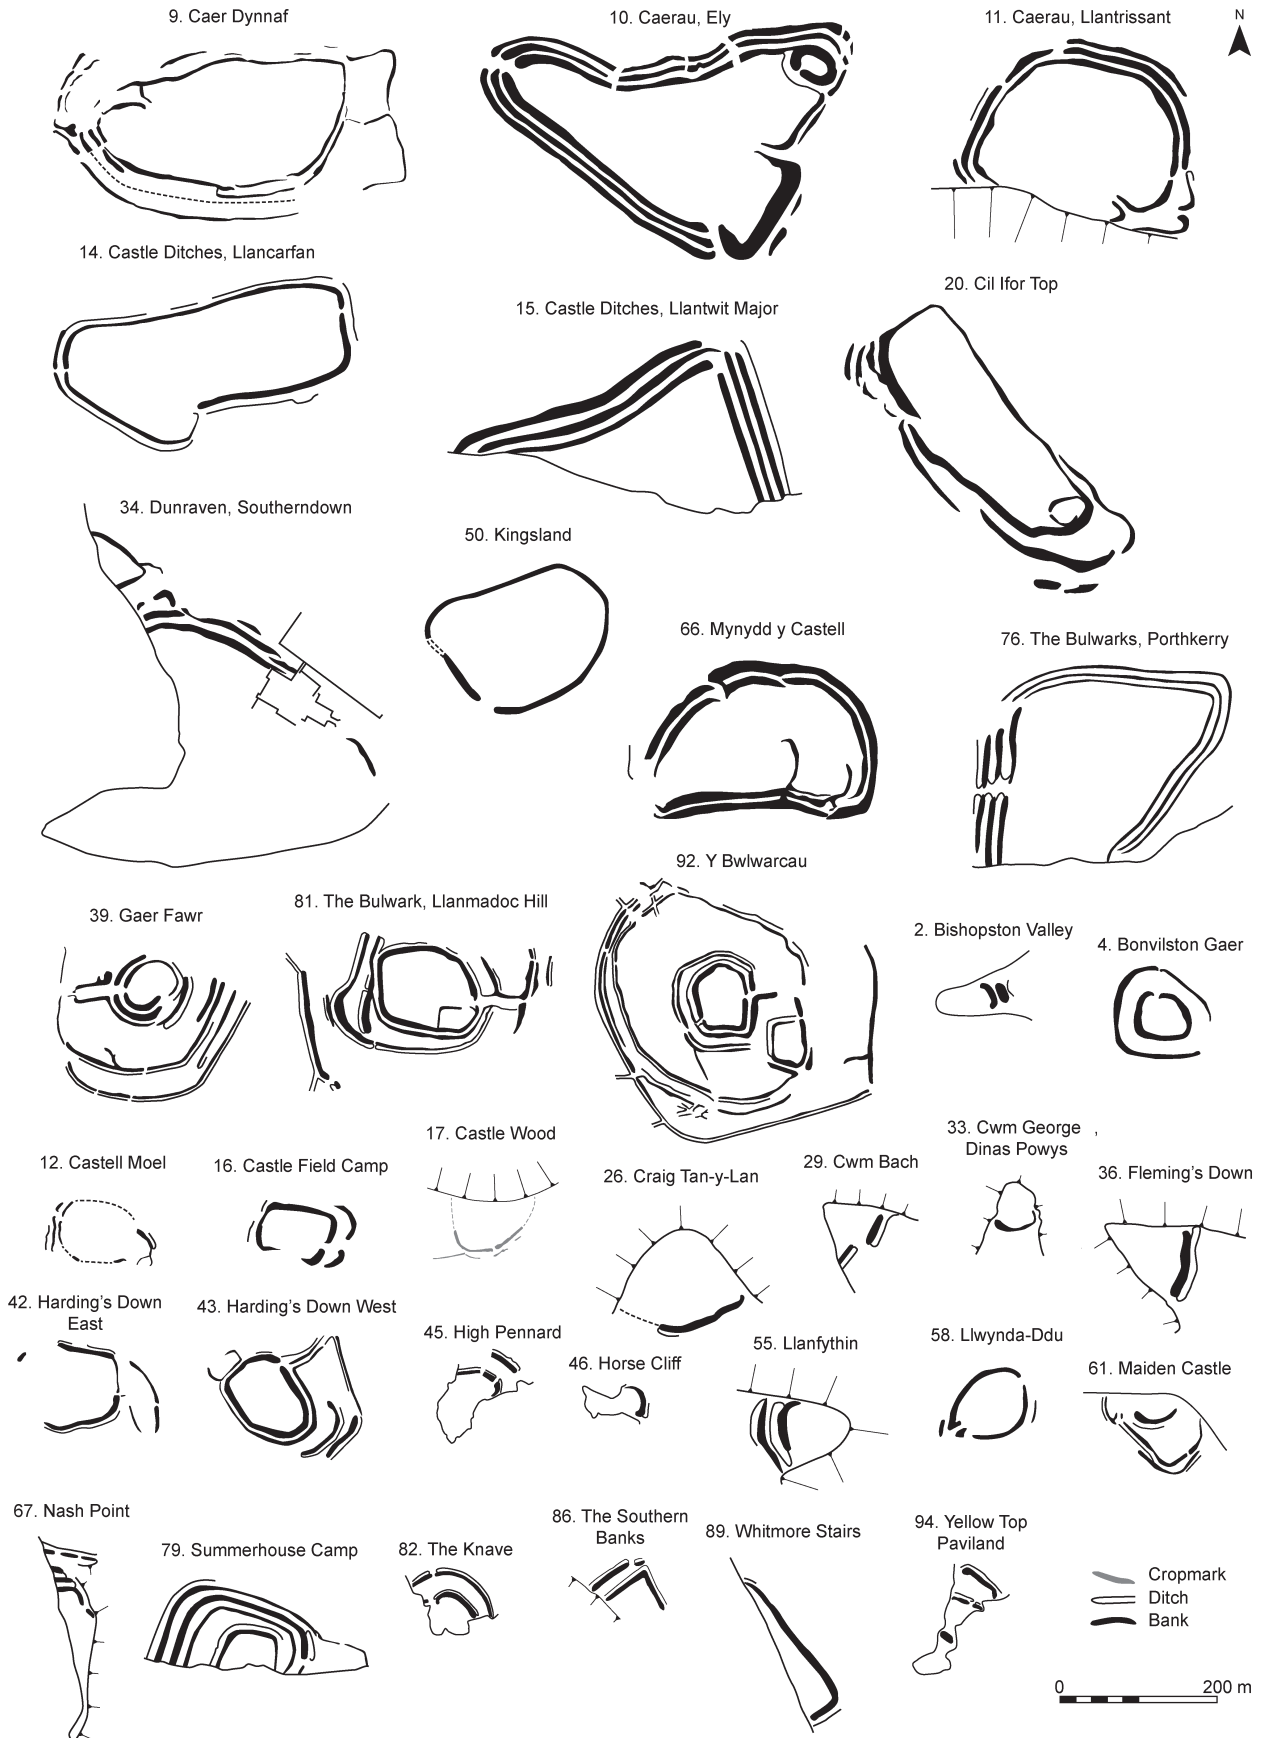 9. Caer Dynnaf
10. Caerau, Ely
11. Caerau, Llantrissant
N
14. Castle Ditches, Llancarfan
15. Castle Ditches, Llantwit Major
20. Cil Ifor Top
34. Dunraven, Southerndown
50. Kingsland
66. Mynydd y Castell
76. The Bulwarks, Porthkerry
92. Y Bwlwarcau
39. Gaer Fawr
81. The Bulwark, Llanmadoc Hill
2. Bishopston Valley
4. Bonvilston Gaer
12. Castell Moel
16. Castle Field Camp
17. Castle Wood
26. Craig Tan-y-Lan
29. Cwm Bach
33. Cwm George ,
Dinas Powys
36. Fleming's Down
42. Harding's Down
East
43. Harding's Down West
45. High Pennard
46. Horse Cliff
55. Llanfythin
58. Llwynda-Ddu
61. Maiden Castle
67. Nash Point
79. Summerhouse Camp
82. The Knave
86. The Southern
Banks
89. Whitmore Stairs
94. Yellow Top
Paviland
Cropmark
Ditch
Bank
0 200 m